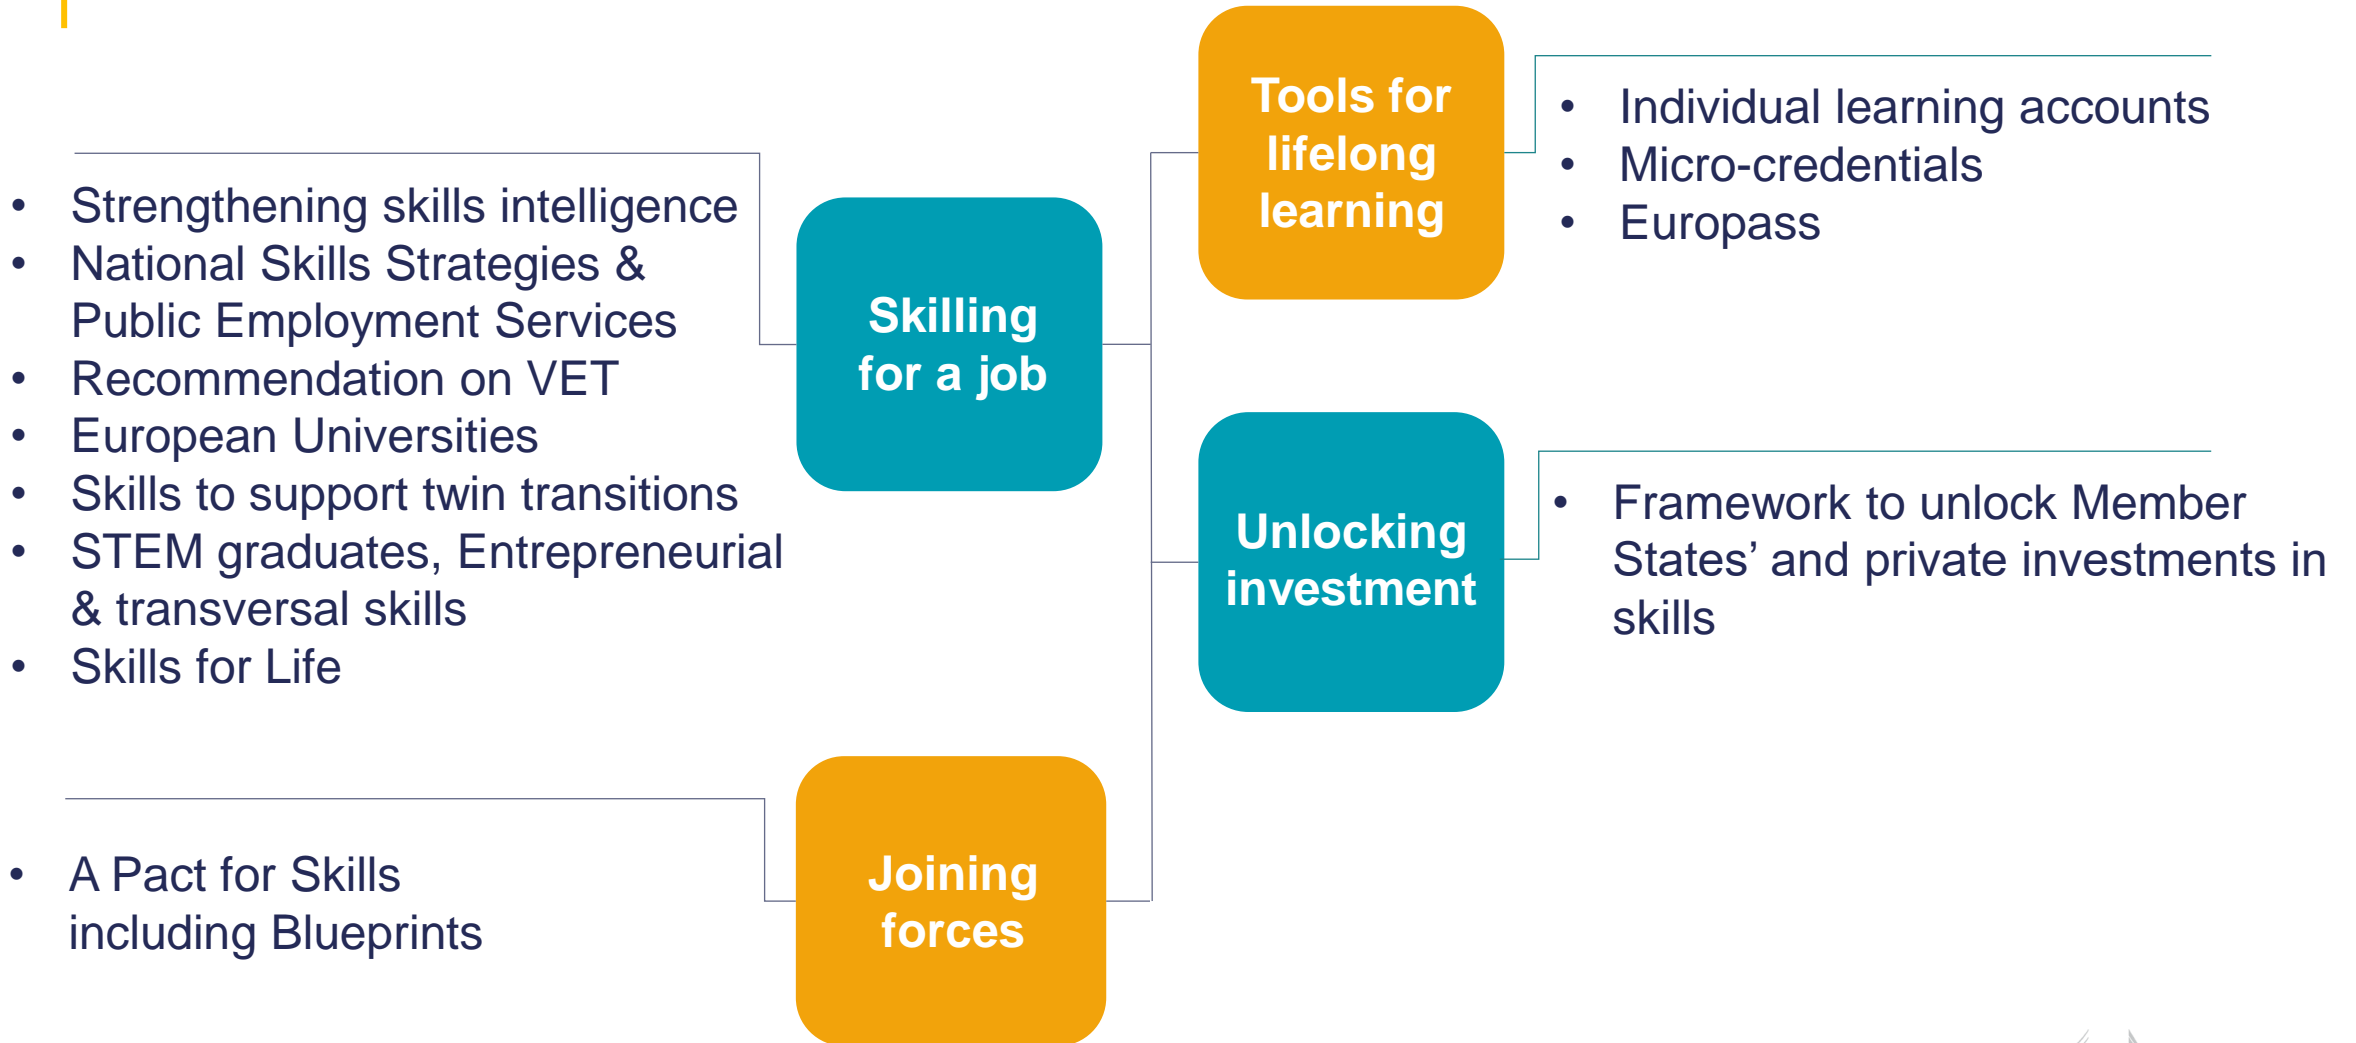 • Strengthening skills intelligence
• National Skills Strategies &
Public Employment Services
• Recommendation on VET
• European Universities
• Skills to support twin transitions
• STEM graduates, Entrepreneurial
& transversal skills
• Skills for Life
Skilling
for a job
Tools for
lifelong
learning
• Individual learning accounts
• Micro-credentials
• Europass
Unlocking
investment
• Framework to unlock Member
States’ and private investments in
skills
• A Pact for Skills
including Blueprints
Joining
forces